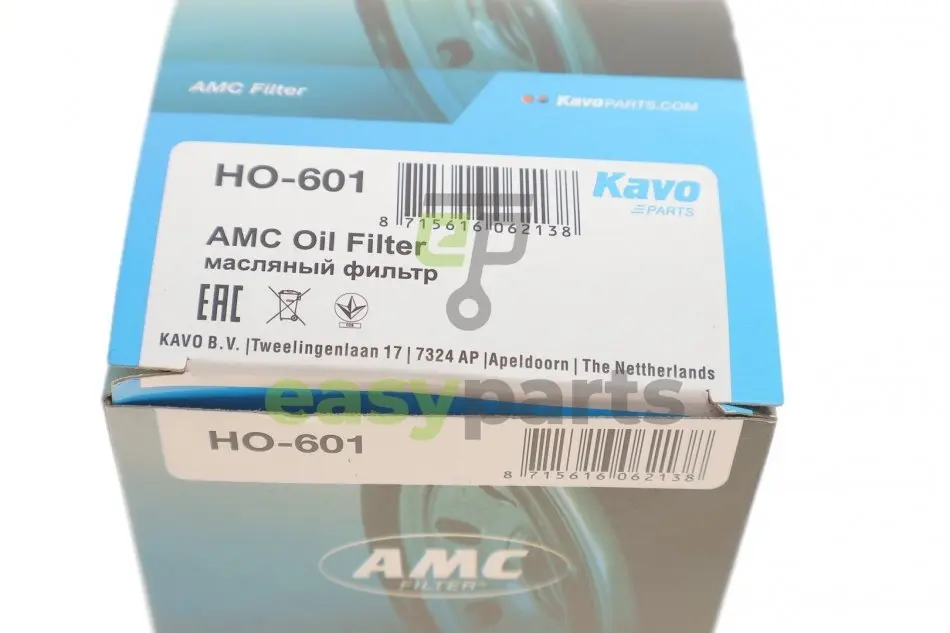 AMC Filter
KavoPARTS.COM
HO-601
8 715616 062138
Kavo
PARTS
AMC Oil Filter
масляный фильтр
EAC
KAVO B.V. |Tweelingenlaan 17 | 7324 AP |Apeldoorn | The Nettherlands
easyparts
HO-601
8 715616 062138
AMC
FILTER